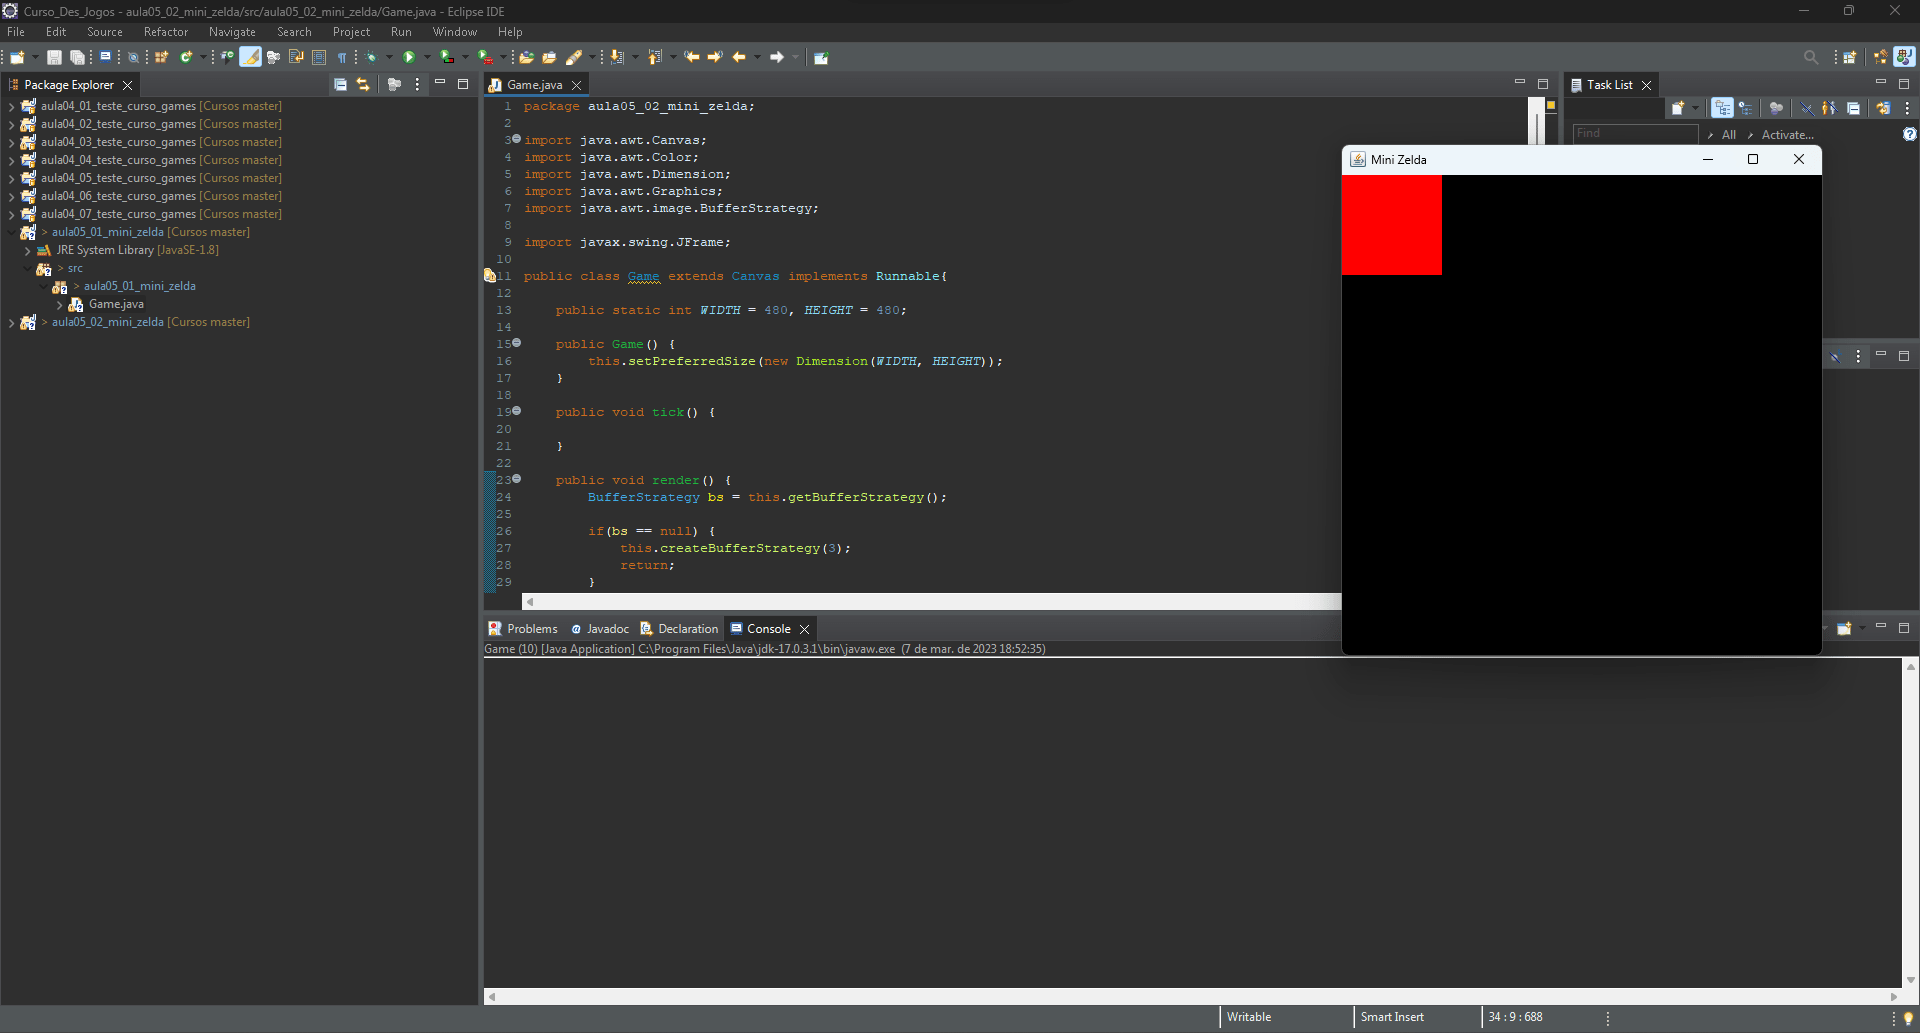 Curso_Des_Jogos - aula05_02_mini_zelda/src/aula05_02_mini_zelda/Game.java - Eclipse IDE
File Edit Source Refactor Navigate Search Project Run Window Help
Package Explorer
aula04_01_teste_curso_games [Cursos master]
aula04_02_teste_curso_games [Cursos master]
aula04_03_teste_curso_games [Cursos master]
aula04_04_teste_curso_games [Cursos master]
aula04_05_teste_curso_games [Cursos master]
aula04_06_teste_curso_games [Cursos master]
aula04_07_teste_curso_games [Cursos master]
> aula05_01_mini_zelda [Cursos master]
JRE System Library [JavaSE-1.8]
> src
> aula05_01_mini_zelda
Game.java
> aula05_02_mini_zelda [Cursos master]
Game.java
1 package aula05_02_mini_zelda;
2
3 import java.awt.Canvas;
4 import java.awt.Color;
5 import java.awt.Dimension;
6 import java.awt.Graphics;
7 import java.awt.image.BufferStrategy;
8
9 import javax.swing.JFrame;
10
11 public class Game extends Canvas implements Runnable{
12
13 public static int WIDTH = 480, HEIGHT = 480;
14
15 public Game() {
16 this.setPreferredSize(new Dimension(WIDTH, HEIGHT));
17 }
18
19 public void tick() {
20
21 }
22
23 public void render() {
24 BufferStrategy bs = this.getBufferStrategy();
25
26 if(bs == null) {
27 this.createBufferStrategy(3);
28 return;
29 }
Task List
Find All Activate...
Mini Zelda
Problems Javadoc Declaration Console
Game (10) [Java Application] C:\Program Files\Java\jdk-17.0.3.1\bin\javaw.exe (7 de mar. de 2023 18:52:35)
Writable Smart Insert 34 : 9 : 688